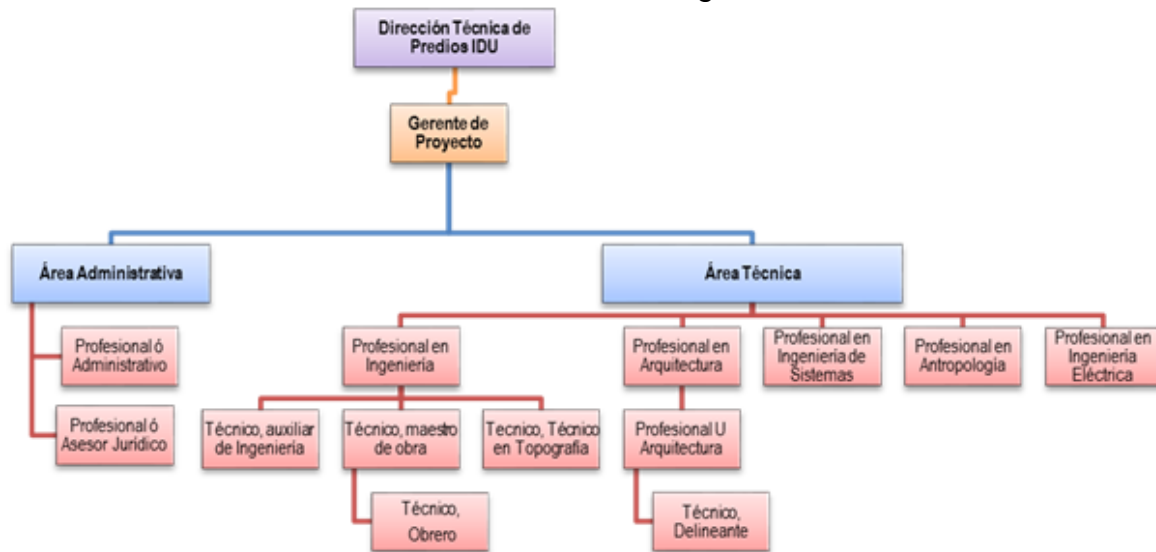 Dirección Técnica de
Predios IDU
Gerente de
Proyecto
Área Administrativa
Área Técnica
Profesional ó
Administrativo
Profesional ó
Asesor Jurídico
Profesional en
Ingeniería
Profesional en
Arquitectura
Profesional en
Ingeniería de
Sistemas
Profesional en
Antropología
Profesional en
Ingeniería
Eléctrica
Técnico, auxiliar
de Ingeniería
Técnico, maestro
de obra
Tecnico, Técnico
en Topografía
Profesional U
Arquitectura
Técnico,
Obrero
Técnico,
Delineante